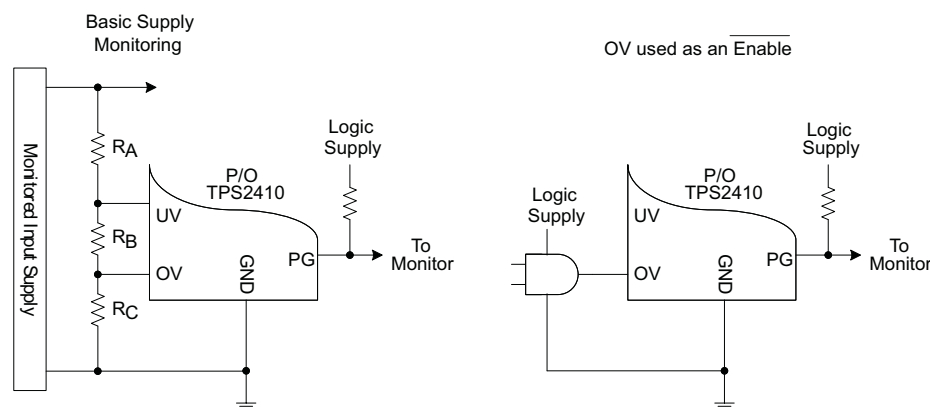 Basic Supply
Monitoring
Monitored Input Supply
RA
RB
RC
P/O
TPS2410
UV
OV
GND
PG
Logic
Supply
To
Monitor
OV used as an Enable
Logic
Supply
P/O
TPS2410
UV
OV
GND
PG
Logic
Supply
To
Monitor